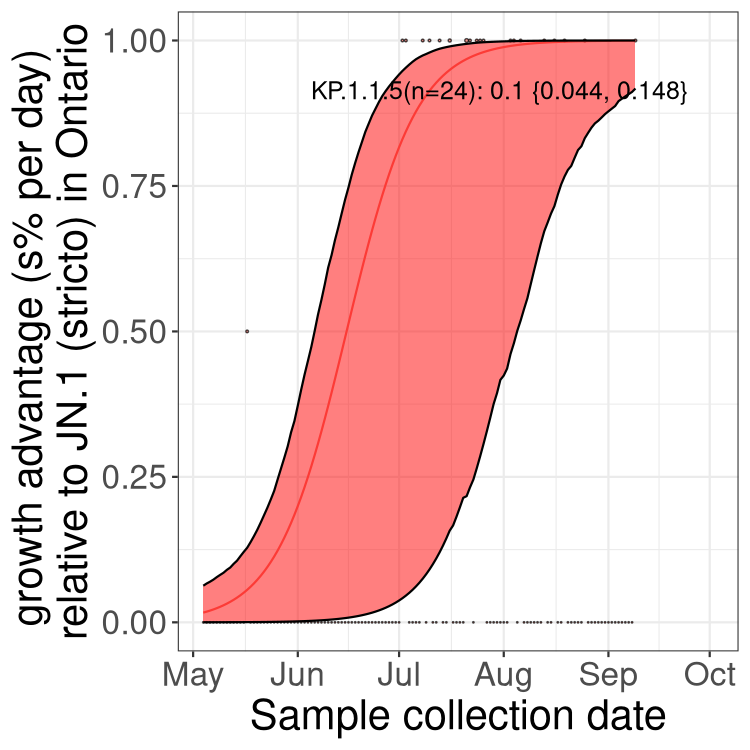 growth advantage (s% per day)
relative to JN.1 (stricto) in Ontario
1.00
0.75
0.50
0.25
0.00
KP.1.1.5(n=24): 0.1 {0.044, 0.148}
May Jun Jul Aug Sep Oct
Sample collection date